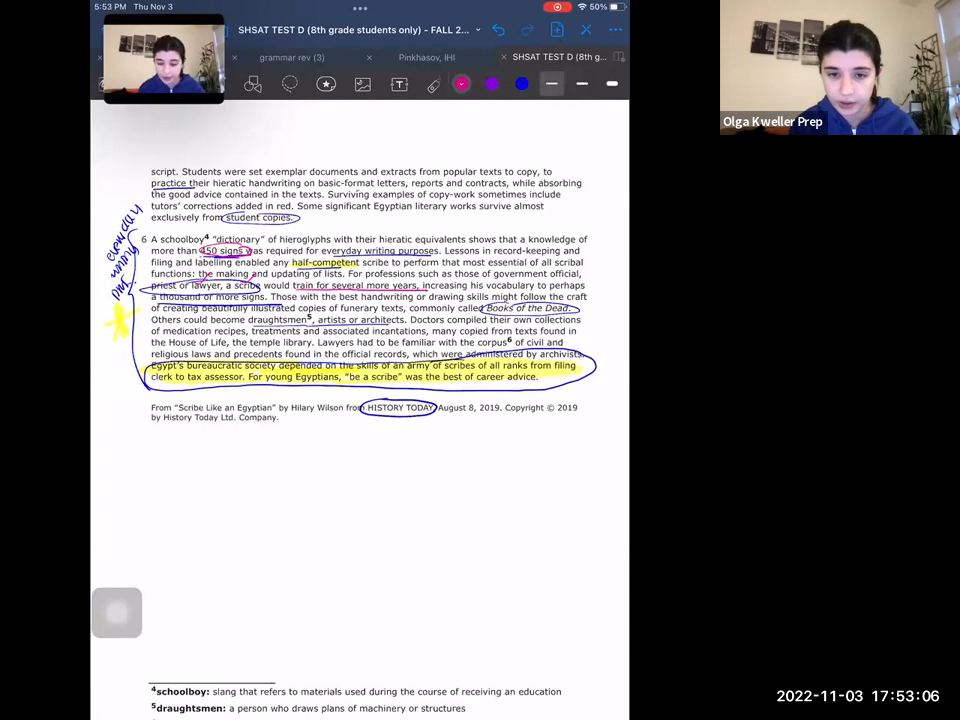 5:53 PM Thu Nov 3
50%
SHSAT TEST D (8th grade students only) - FALL 2...
grammar rev (3)
Pinkhasov, IHI
SHSAT TEST D (8th g...
Olga Kweller Prep
script. Students were set exemplar documents and extracts from popular texts to copy, to
practice their hieratic handwriting on basic-format letters, reports and contracts, while absorbing
the good advice contained in the texts. Surviving examples of copy-work sometimes include
tutors' corrections added in red. Some significant Egyptian literary works survive almost
exclusively from student copies.
6 A schoolboy4 "dictionary" of hieroglyphs with their hieratic equivalents shows that a knowledge of
more than 450 signs was required for everyday writing purposes. Lessons in record-keeping and
filing and labelling enabled any half-competent scribe to perform that most essential of all scribal
functions: the making and updating of lists. For professions such as those of government official,
priest or lawyer, a scribe would train for several more years, increasing his vocabulary to perhaps
a thousand or more signs. Those with the best handwriting or drawing skills might follow the craft
of creating beautifully illustrated copies of funerary texts, commonly called Books of the Dead.
Others could become draughtsmen5, artists or architects. Doctors compiled their own collections
of medication recipes, treatments and associated incantations, many copied from texts found in
the House of Life, the temple library. Lawyers had to be familiar with the corpus6 of civil and
religious laws and precedents found in the official records, which were administered by archivists.
Egypt's bureaucratic society depended on the skills of an army of scribes of all ranks from filing
clerk to tax assessor. For young Egyptians, "be a scribe" was the best of career advice.
From "Scribe Like an Egyptian" by Hilary Wilson from HISTORY TODAY, August 8, 2019. Copyright © 2019
by History Today Ltd. Company.
4schoolboy: slang that refers to materials used during the course of receiving an education
5draughtsmen: a person who draws plans of machinery or structures
2022-11-03 17:53:06